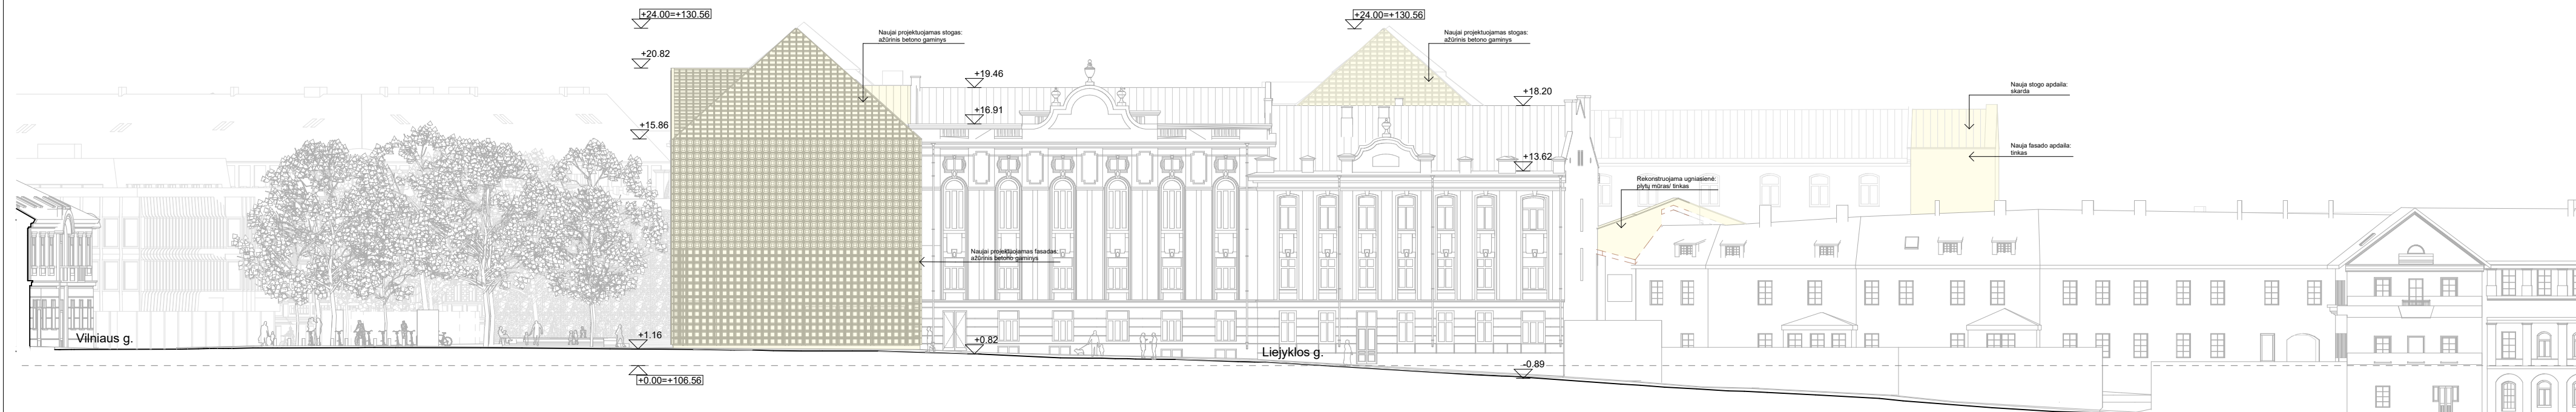 +24.00=+130.56
+20.82
+15.86
+1.16
+0.00=+106.56
Vilniaus g.
Naujai projektuojamas stogas:
ažūrinis betono gaminys
+19.46
+16.91
Naujai projektuojamas fasadas:
ažūrinis betono gaminys
+0.82
Liejyklos g.
+24.00=+130.56
Naujai projektuojamas stogas:
ažūrinis betono gaminys
+18.20
+13.62
-0.89
Rekonstruojama ugniasienė:
plytų mūras/ tinkas
Nauja stogo apdaila:
skarda
Nauja fasado apdaila:
tinkas